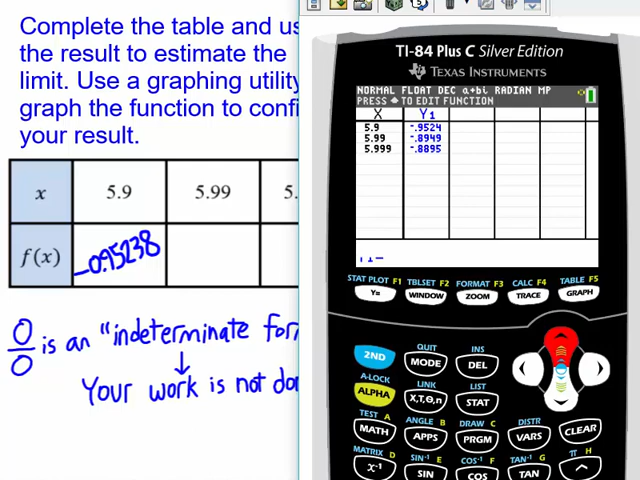 Complete the table and us
the result to estimate the
limit. Use a graphing utility
graph the function to confi
your result.
x 5.9 5.99 5.
f(x) -0.95238
0/0 is an "indeterminate for
↓
Your work is not do
TI-84 Plus C Silver Edition
TEXAS INSTRUMENTS
NORMAL FLOAT DEC a+bi RADIAN MP
PRESS + TO EDIT FUNCTION
X Y1
5.9 -.9524
5.99 -.8949
5.999 -.8895
Y1=
STAT PLOT F1 TBLSET F2 FORMAT F3 CALC F4 TABLE F5
Y= WINDOW ZOOM TRACE GRAPH
QUIT INS
2ND MODE DEL
A-LOCK LINK LIST
ALPHA X,T,Θ,n STAT
TEST A ANGLE B DRAW C DISTR
MATH APPS PRGM VARS CLEAR
MATRIX D SIN⁻¹ E COS⁻¹ F TAN⁻¹ G π H
x⁻¹ SIN COS TAN ^